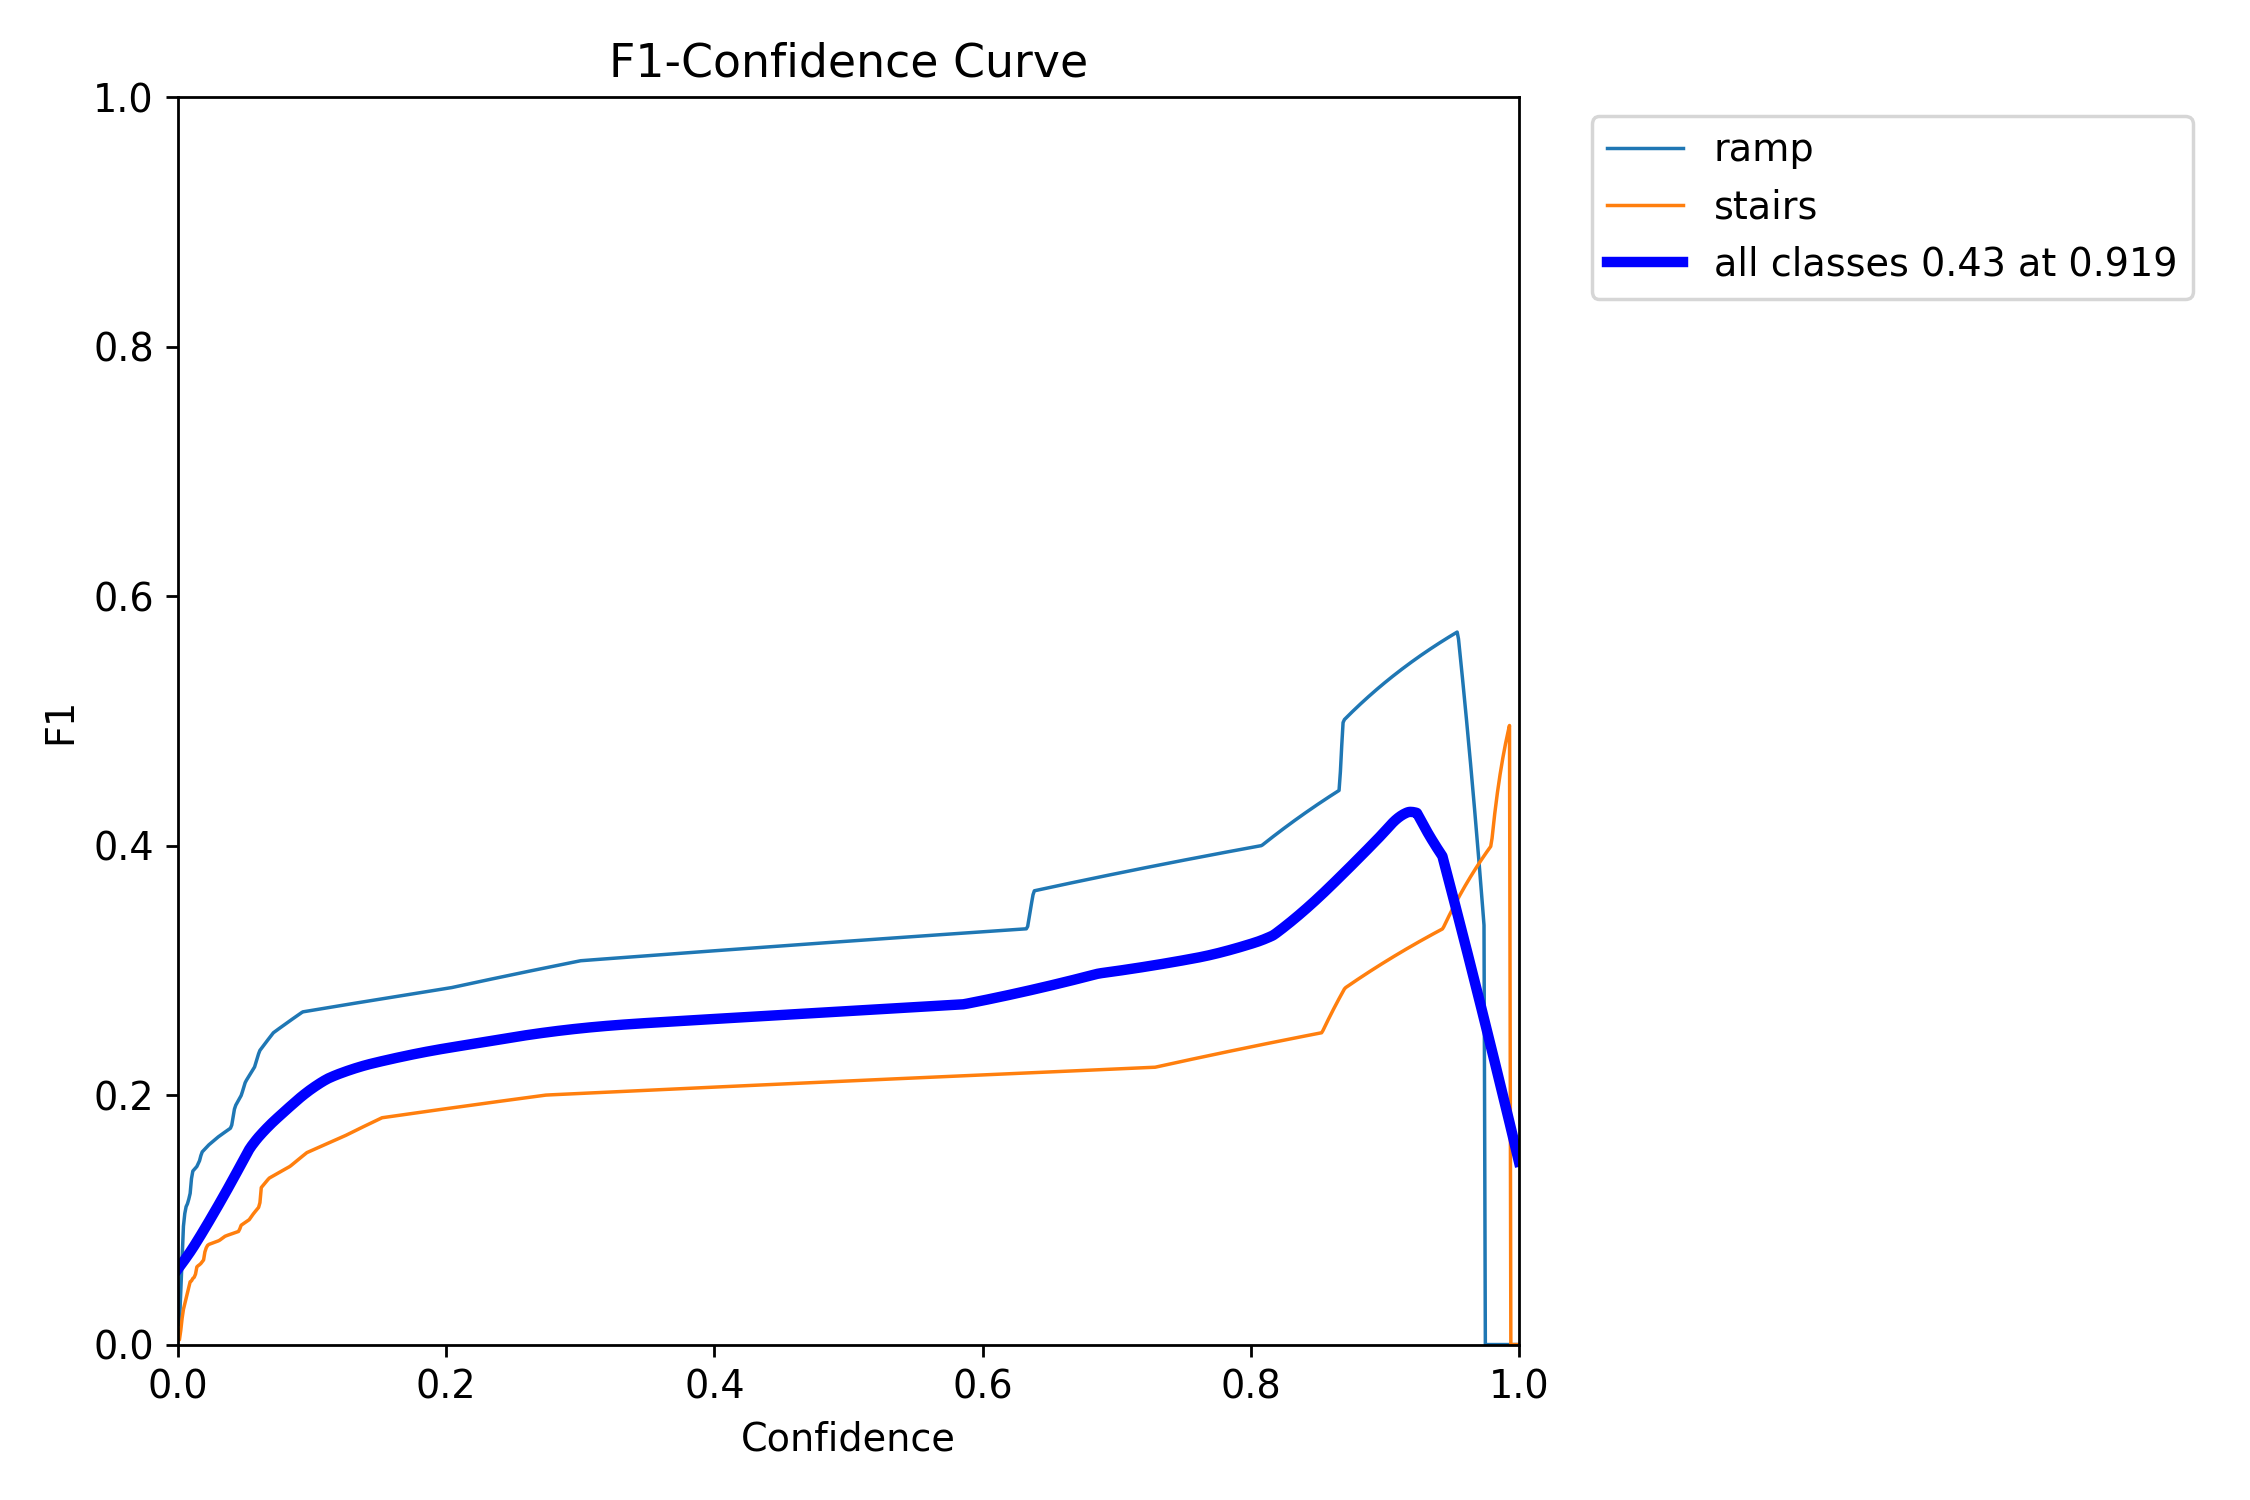 F1-Confidence Curve
1.0
0.8
0.6
0.4
0.2
0.0
F1
0.0 0.2 0.4 0.6 0.8 1.0
Confidence
ramp
stairs
all classes 0.43 at 0.919